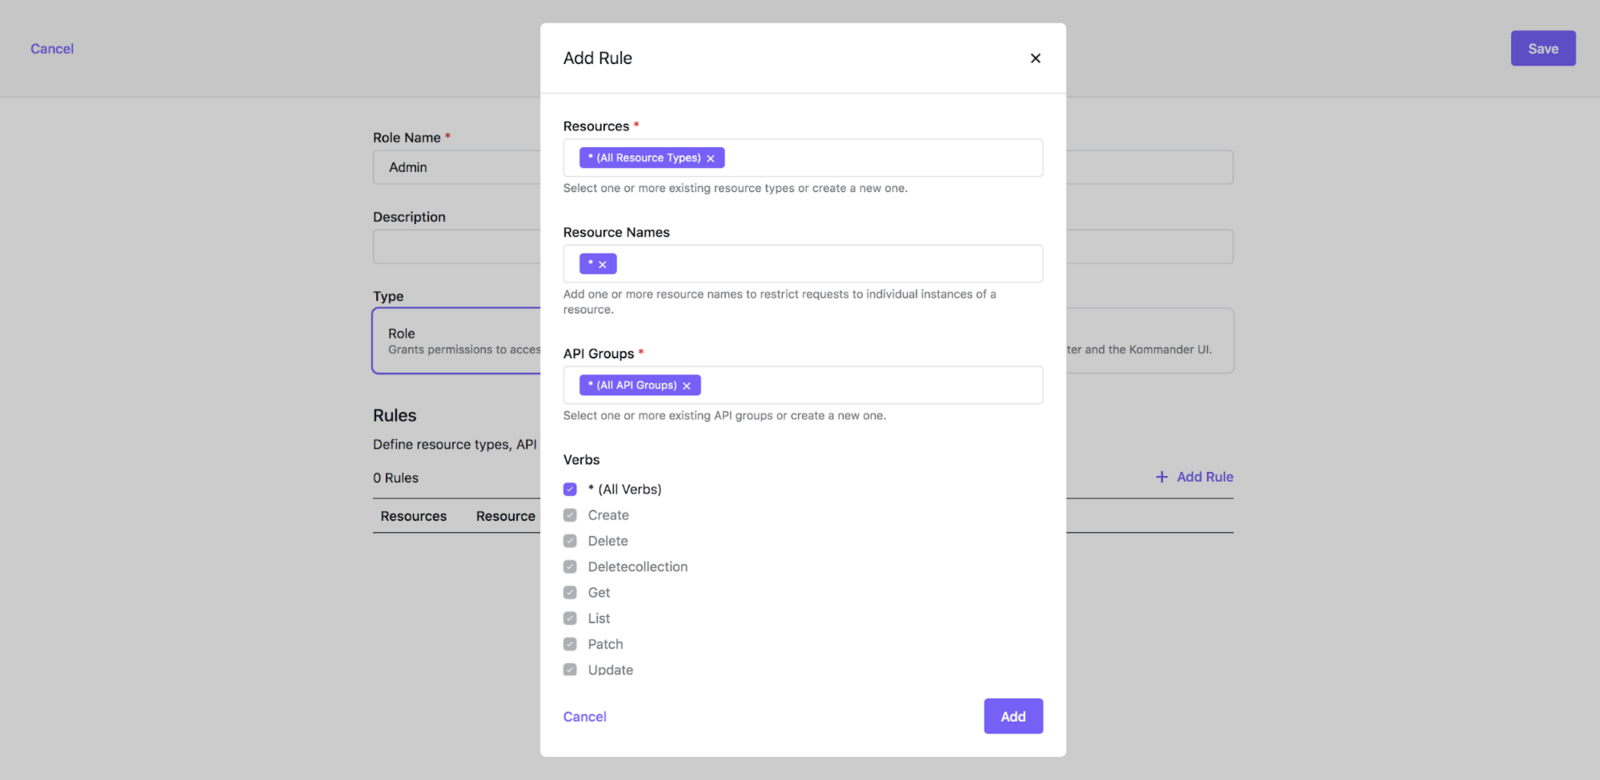 Cancel
Save
Add Rule
Role Name *
Admin
Description
Type
Role
Grants permissions to acces
ter and the Kommander UI.
Rules
Define resource types, API
0 Rules
Add Rule
Resources
Resource
Resources *
* (All Resource Types)
Select one or more existing resource types or create a new one.
Resource Names
*
Add one or more resource names to restrict requests to individual instances of a
resource.
API Groups *
* (All API Groups)
Select one or more existing API groups or create a new one.
Verbs
* (All Verbs)
Create
Delete
Deletecollection
Get
List
Patch
Update
Cancel
Add